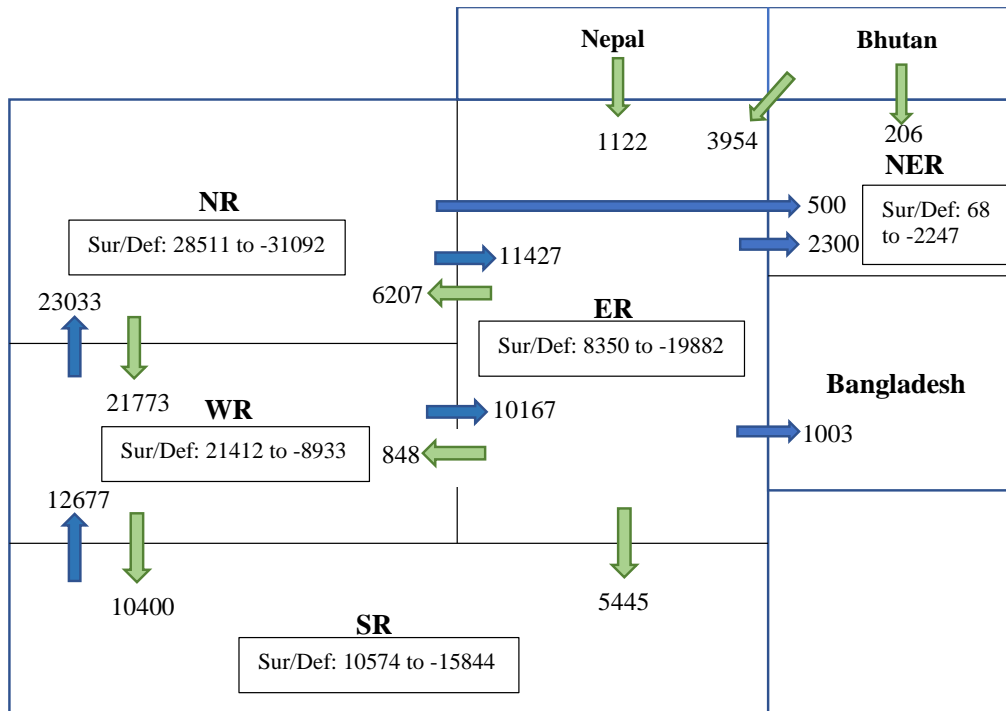 Nepal
Bhutan
1122
3954
206
NER
NR
500
Sur/Def: 68
to -2247
Sur/Def: 28511 to -31092
2300
11427
6207
23033
ER
Sur/Def: 8350 to -19882
Bangladesh
21773
WR
10167
1003
Sur/Def: 21412 to -8933
848
12677
10400
5445
SR
Sur/Def: 10574 to -15844